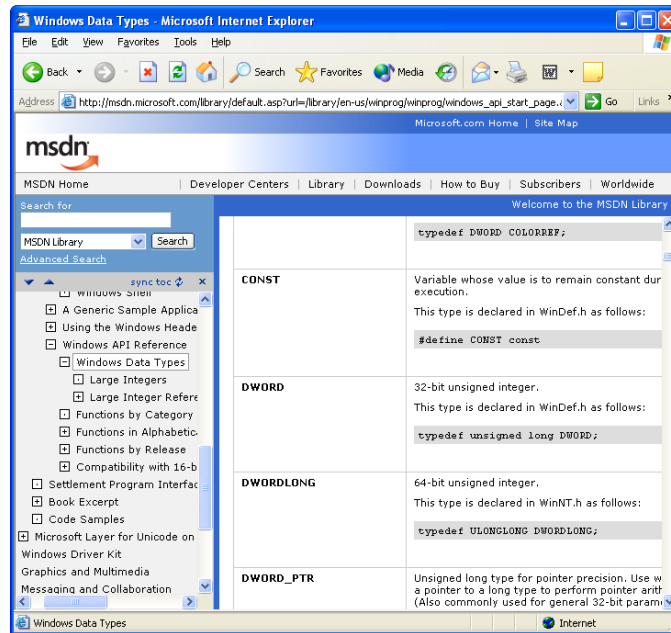 Windows Data Types - Microsoft Internet Explorer
File Edit View Favorites Tools Help
Back Search Favorites Media
Address http://msdn.microsoft.com/library/default.asp?url=/library/en-us/winprog/winprog/windows_api_start_page. Go Links
Microsoft.com Home | Site Map
msdn
MSDN Home | Developer Centers | Library | Downloads | How to Buy | Subscribers | Worldwide
Search for
Welcome to the MSDN Library
MSDN Library Search
Advanced Search
sync toc
Windows Shell
A Generic Sample Applica
Using the Windows Heade
Windows API Reference
Windows Data Types
Large Integers
Large Integer Refere
Functions by Category
Functions in Alphabetic
Functions by Release
Compatibility with 16-b
Settlement Program Interfac
Book Excerpt
Code Samples
Microsoft Layer for Unicode on
Windows Driver Kit
Graphics and Multimedia
Messaging and Collaboration
typedef DWORD COLORREF;
CONST
Variable whose value is to remain constant dur
execution.
This type is declared in WinDef.h as follows:
#define CONST const
DWORD
32-bit unsigned integer.
This type is declared in WinDef.h as follows:
typedef unsigned long DWORD;
DWORDLONG
64-bit unsigned integer.
This type is declared in WinNT.h as follows:
typedef ULONGLONG DWORDLONG;
DWORD_PTR
Unsigned long type for pointer precision. Use w
a pointer to a long type to perform pointer arith
(Also commonly used for general 32-bit param
Windows Data Types
Internet